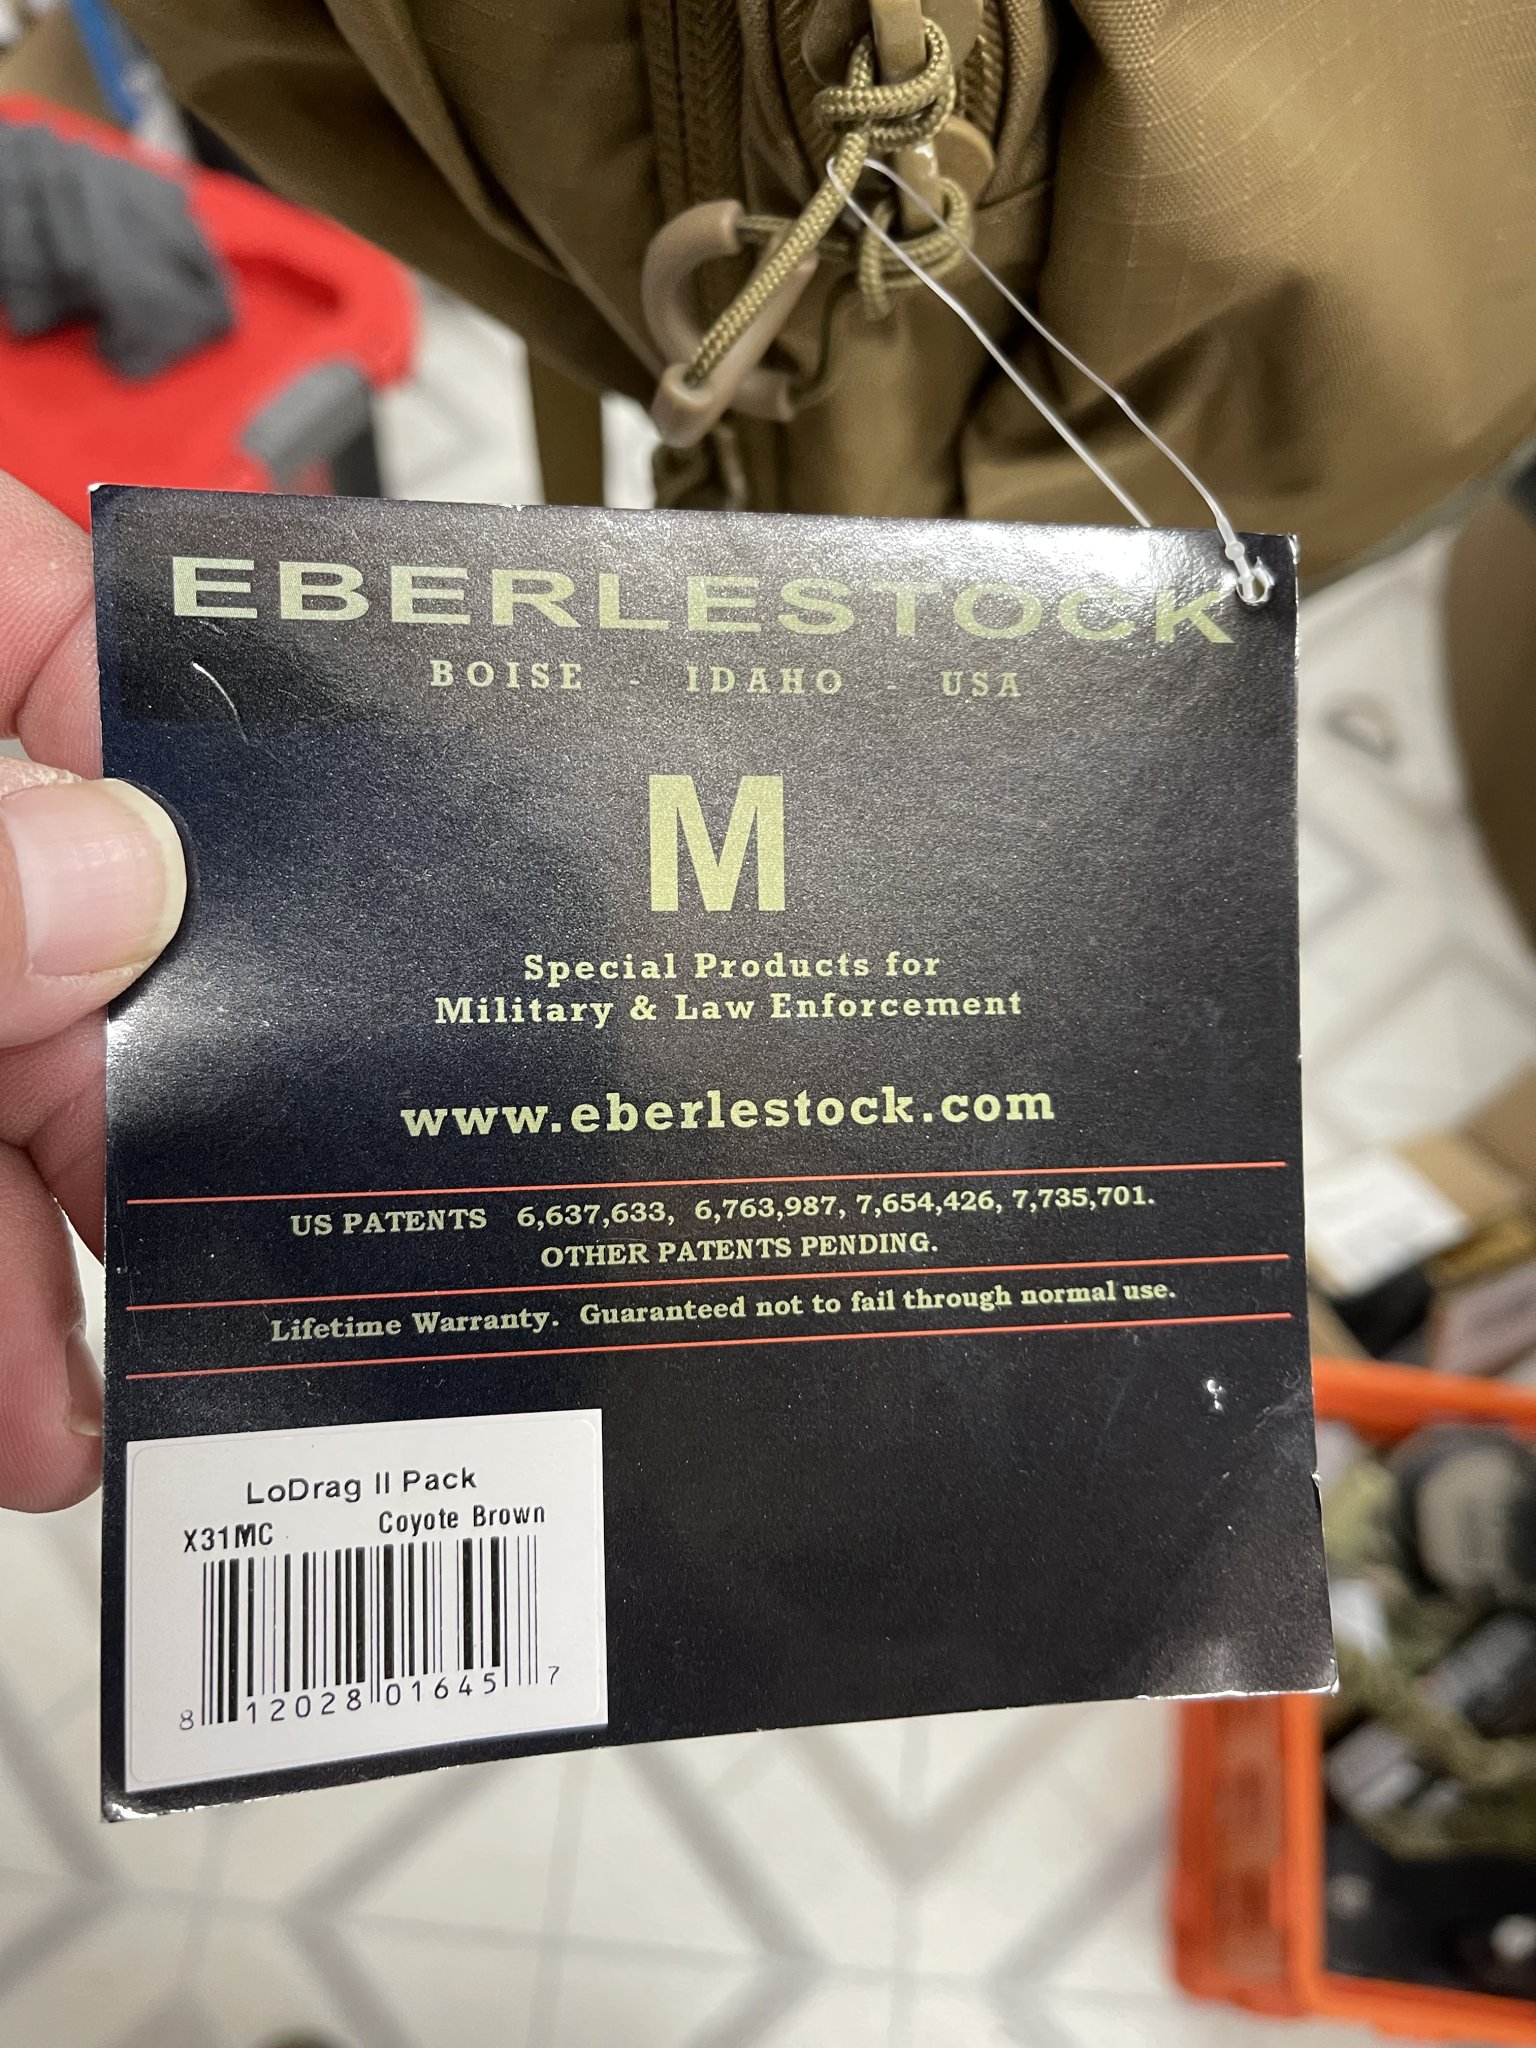 EBERLESTOCK
BOISE - IDAHO - USA
M
Special Products for
Military & Law Enforcement
www.eberlestock.com
US PATENTS 6,637,633, 6,763,987, 7,654,426, 7,735,701.
OTHER PATENTS PENDING.
Lifetime Warranty. Guaranteed not to fail through normal use.
LoDrag II Pack
X31MC Coyote Brown
8 12028 01645 7